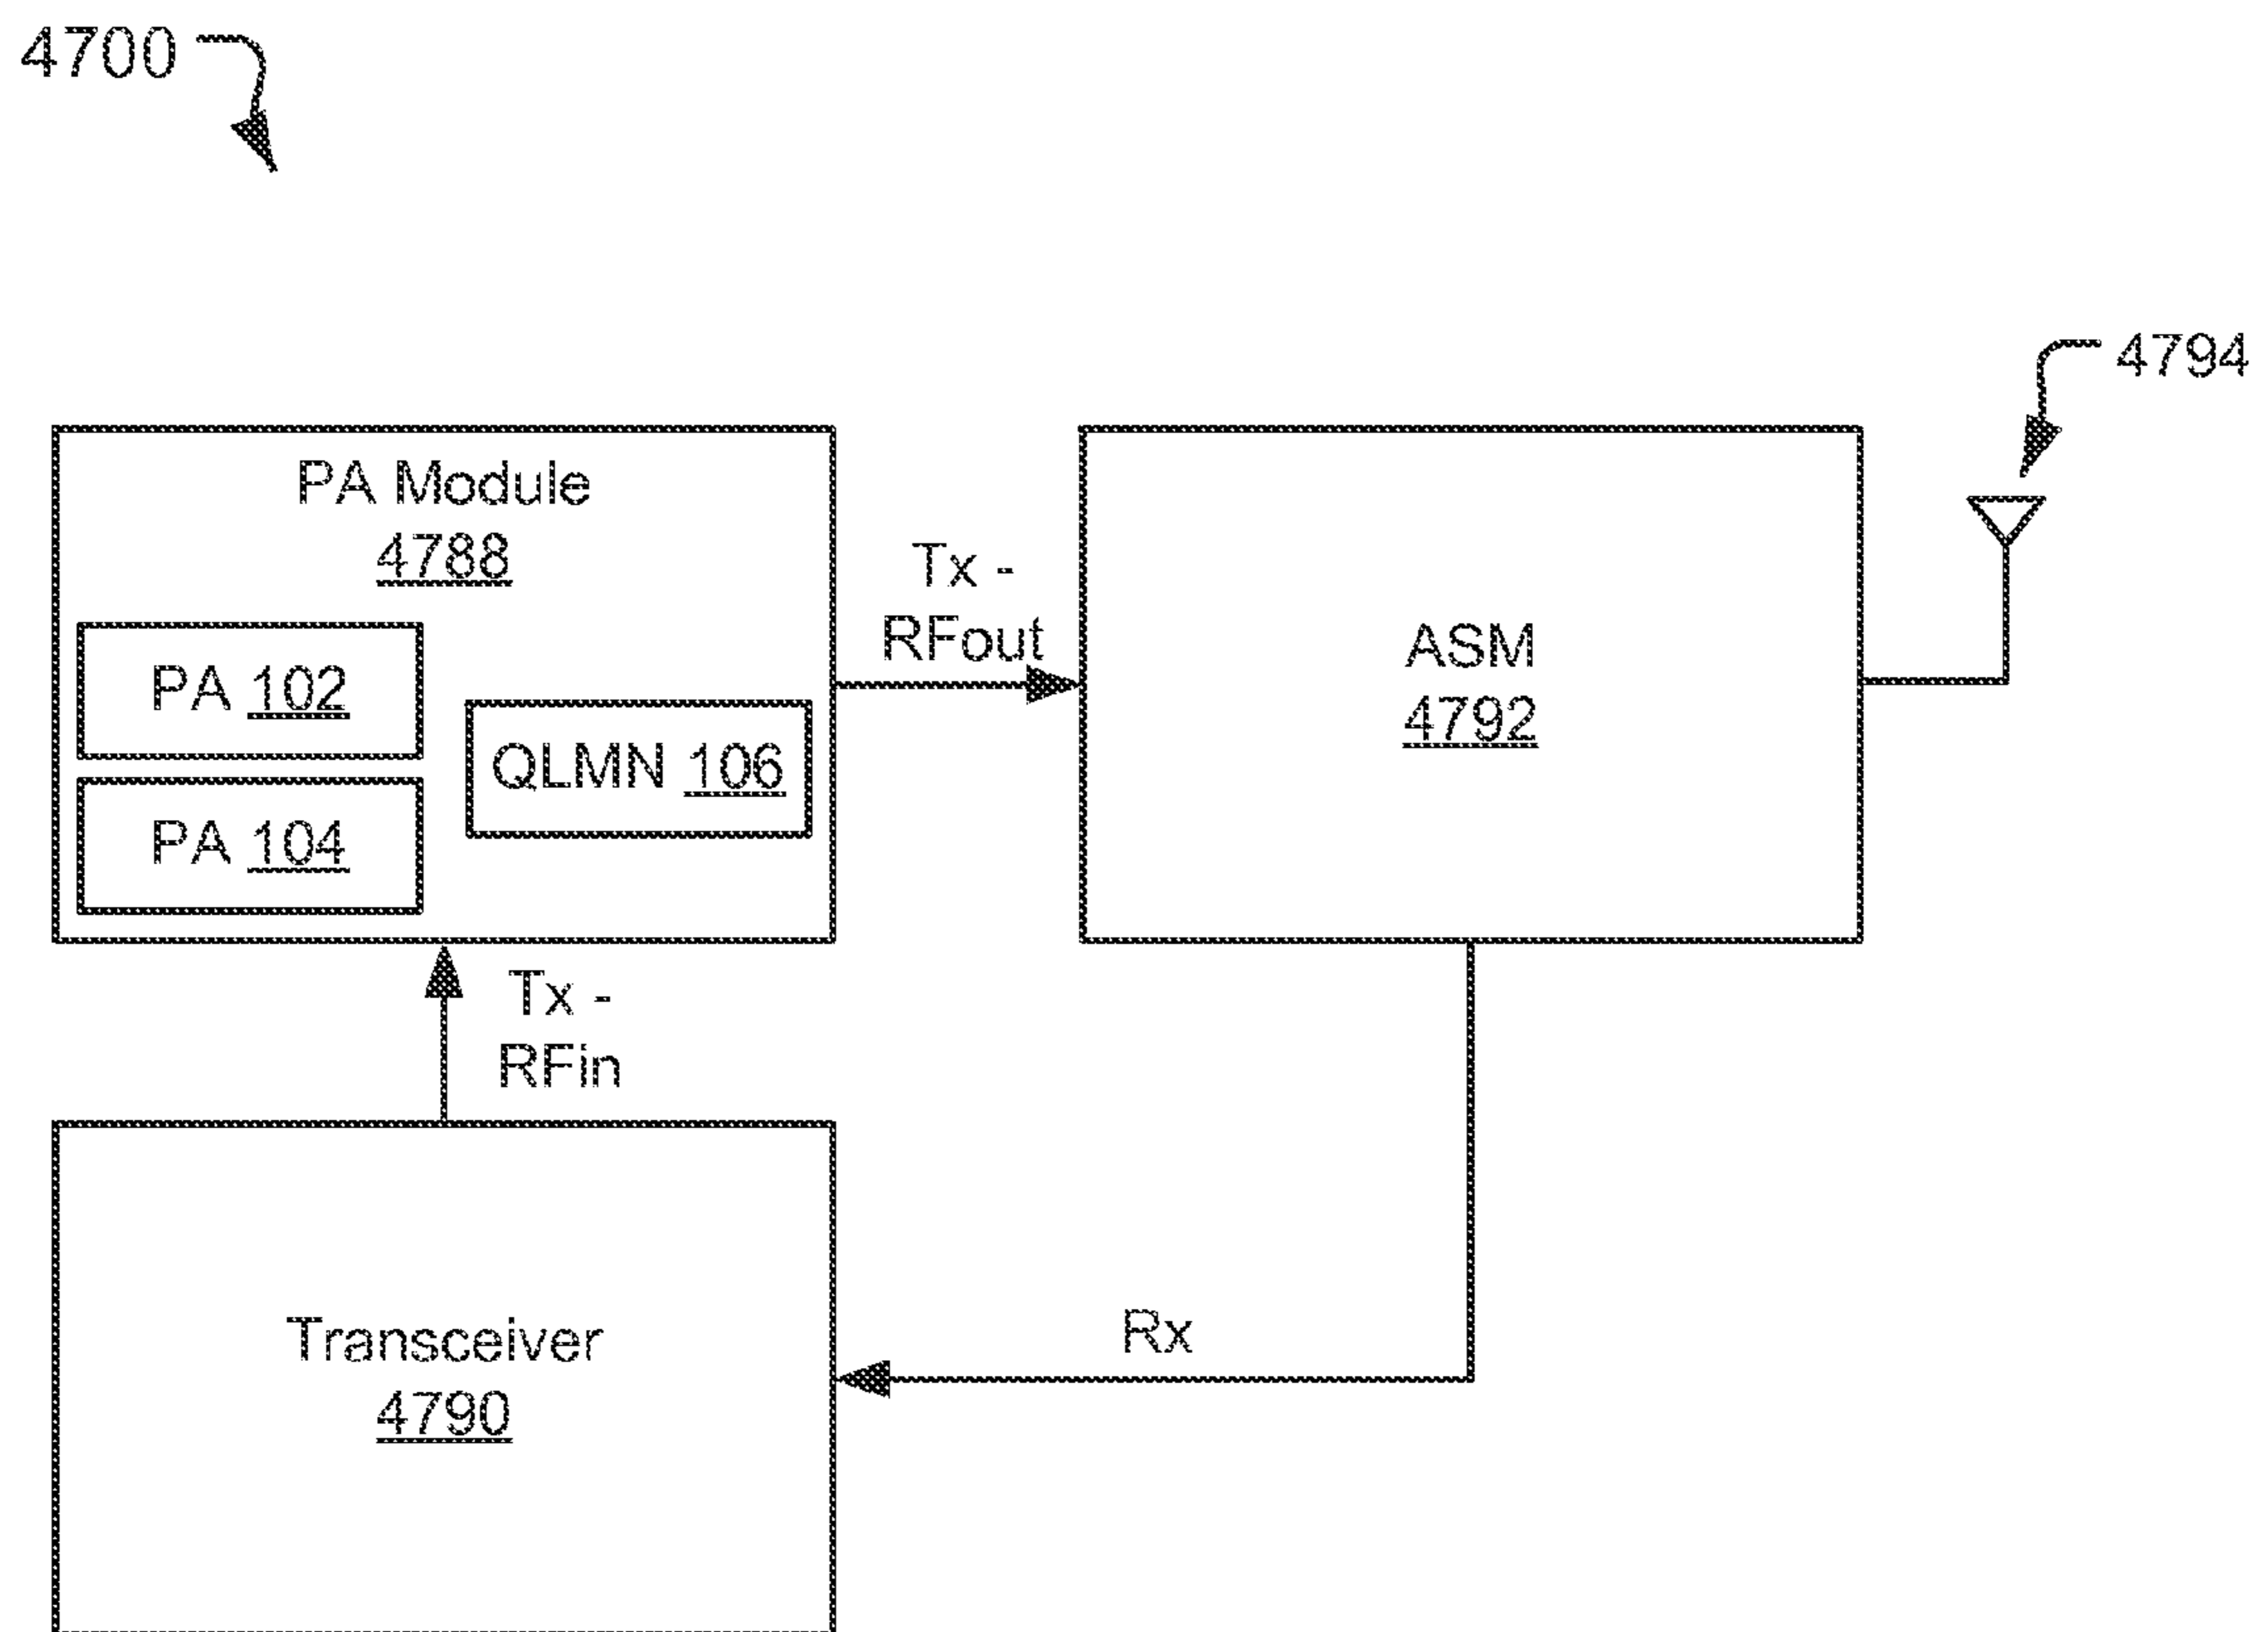 4700
4794
PA Module
4788
PA 102
QLMN 106
PA 104
Tx -
RFout
ASM
4792
Tx -
RFin
Transceiver
4790
Rx